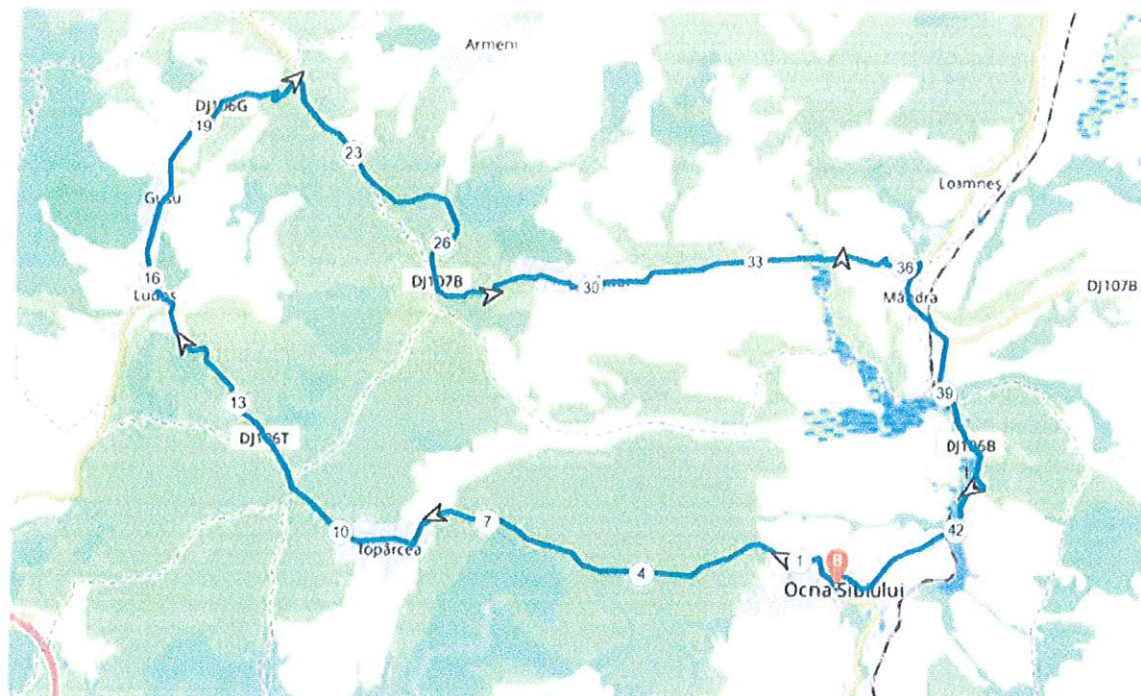 Armeni
DJ106G
19
23
Loamneș
Gusu
26
33
36
16
DJ107B
30
Mândra
DJ107B
Ludoș
13
39
DJ106T
DJ106B
7
10
42
Topârcea
1
B
4
Ocna Sibiului